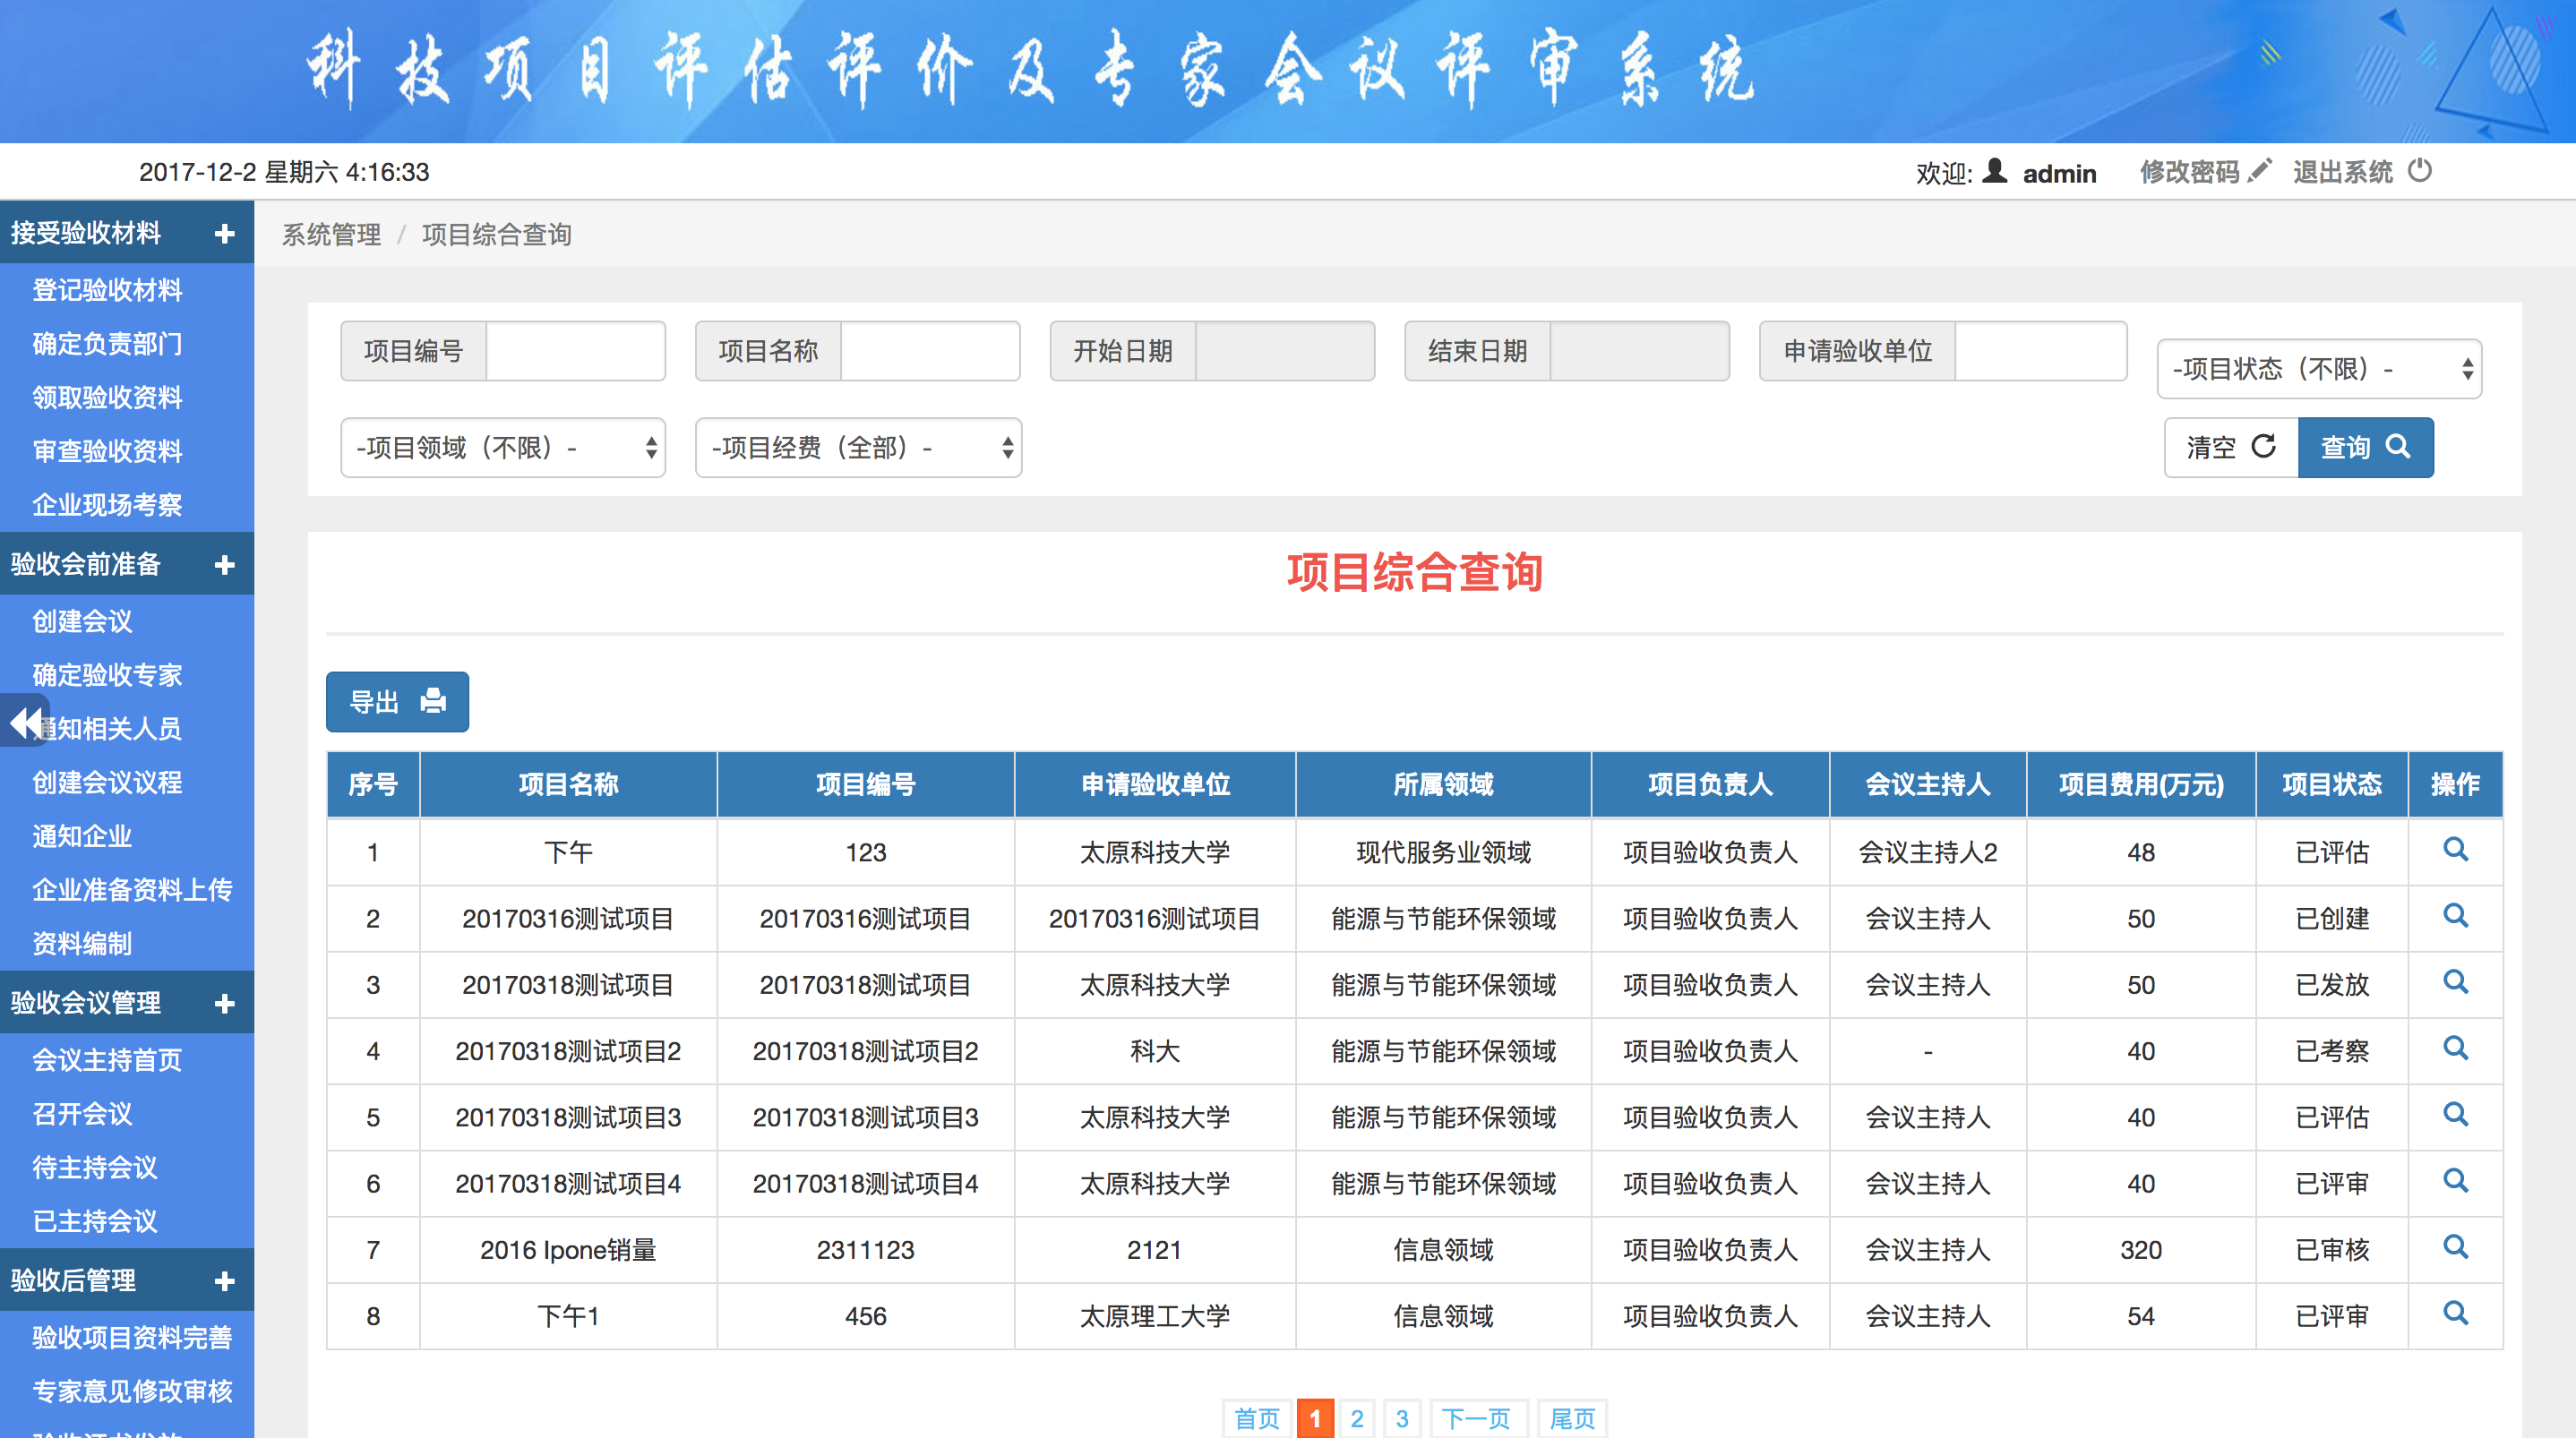 科技项目评估评价及专家会议评审系统
2017-12-2 星期六 4:16:33
欢迎: admin 修改密码 退出系统
接受验收材料
登记验收材料
确定负责部门
领取验收资料
审查验收资料
企业现场考察
验收会前准备
创建会议
确定验收专家
通知相关人员
创建会议议程
通知企业
企业准备资料上传
资料编制
验收会议管理
会议主持首页
召开会议
待主持会议
已主持会议
验收后管理
验收项目资料完善
专家意见修改审核
系统管理 / 项目综合查询
项目编号 项目名称 开始日期 结束日期 申请验收单位 -项目状态（不限）-
-项目领域（不限）- -项目经费（全部）- 清空 查询
项目综合查询
导出
序号 项目名称 项目编号 申请验收单位 所属领域 项目负责人 会议主持人 项目费用(万元) 项目状态 操作
1 下午 123 太原科技大学 现代服务业领域 项目验收负责人 会议主持人2 48 已评估
2 20170316测试项目 20170316测试项目 20170316测试项目 能源与节能环保领域 项目验收负责人 会议主持人 50 已创建
3 20170318测试项目 20170318测试项目 太原科技大学 能源与节能环保领域 项目验收负责人 会议主持人 50 已发放
4 20170318测试项目2 20170318测试项目2 科大 能源与节能环保领域 项目验收负责人 - 40 已考察
5 20170318测试项目3 20170318测试项目3 太原科技大学 能源与节能环保领域 项目验收负责人 会议主持人 40 已评估
6 20170318测试项目4 20170318测试项目4 太原科技大学 能源与节能环保领域 项目验收负责人 会议主持人 40 已评审
7 2016 Ipone销量 2311123 2121 信息领域 项目验收负责人 会议主持人 320 已审核
8 下午1 456 太原理工大学 信息领域 项目验收负责人 会议主持人 54 已评审
首页 1 2 3 下一页 尾页